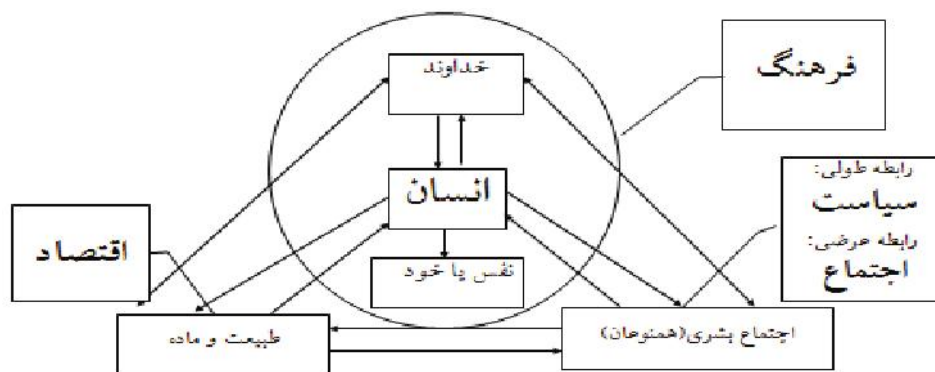 خداوند
فرهنگ
انسان
رابطه طولی:
سیاست
رابطه عرضی:
اجتماع
اقتصاد
نفس یا خود
طبیعت و ماده
اجتماع بشری(همنوعان)